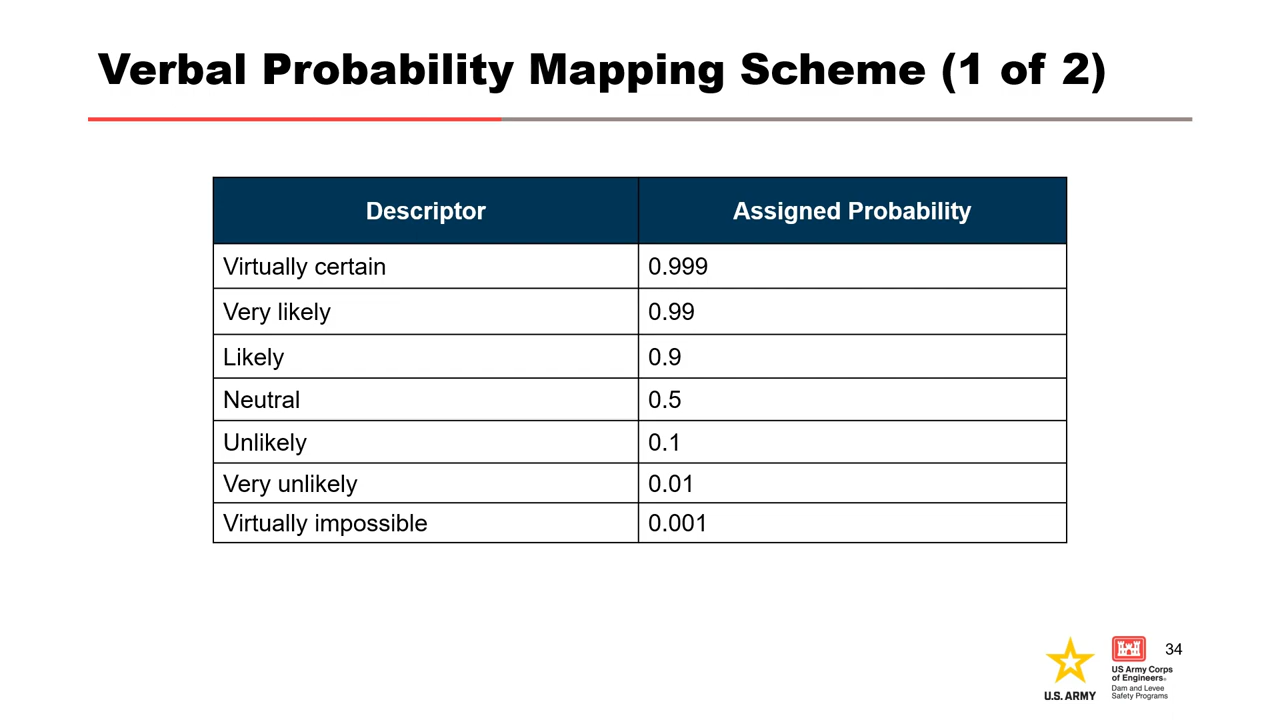 Verbal Probability Mapping Scheme (1 of 2)
Descriptor Assigned Probability
Virtually certain 0.999
Very likely 0.99
Likely 0.9
Neutral 0.5
Unlikely 0.1
Very unlikely 0.01
Virtually impossible 0.001
34
U.S. ARMY
US Army Corps
of Engineers®
Dam and Levee
Safety Programs